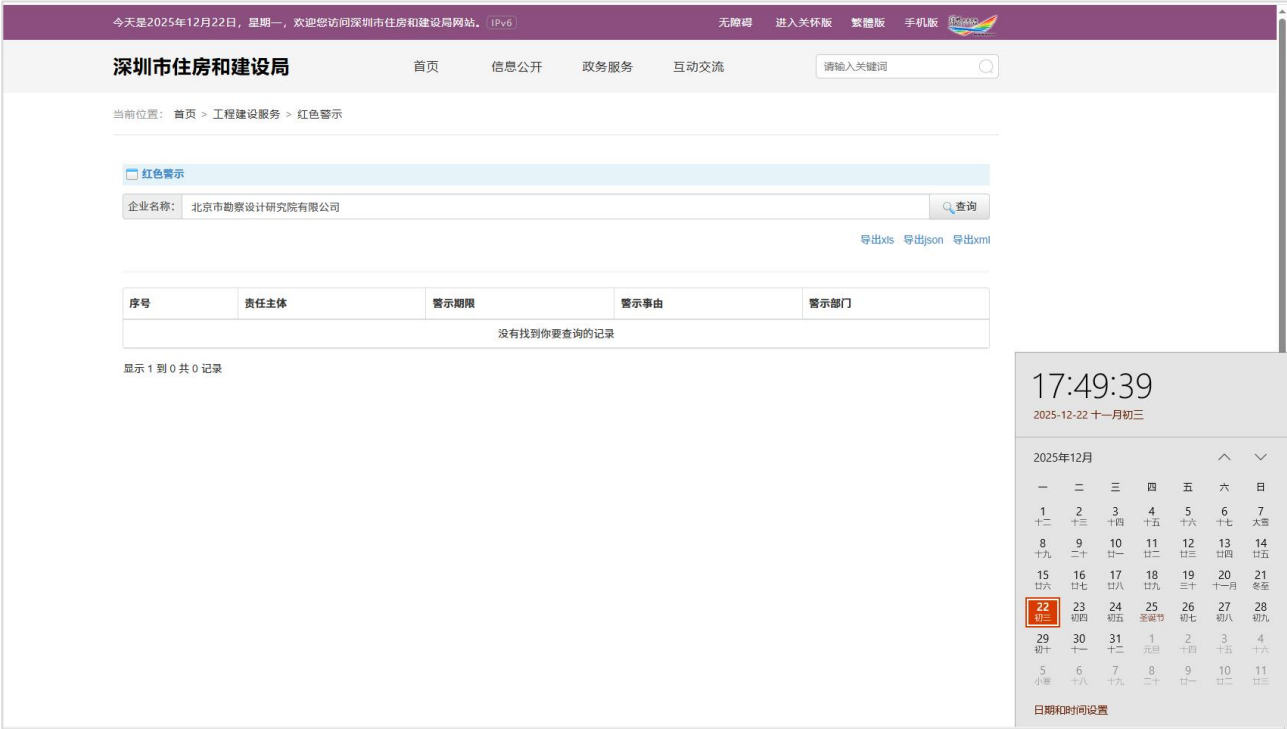 今天是2025年12月22日，星期一，欢迎您访问深圳市住房和建设局网站。 IPv6 无障碍 进入关怀版 繁體版 手机版
深圳市住房和建设局 首页 信息公开 政务服务 互动交流 请输入关键词
当前位置： 首页 > 工程建设服务 > 红色警示
红色警示
企业名称： 北京市勘察设计研究院有限公司 查询
导出xls 导出json 导出xml
序号 责任主体 警示期限 警示事由 警示部门
没有找到你要查询的记录
显示 1 到 0 共 0 记录
17:49:39
2025-12-22 十一月初三
2025年12月
一 二 三 四 五 六 日
1 2 3 4 5 6 7
十二 十三 十四 十五 十六 十七 大雪
8 9 10 11 12 13 14
十九 二十 廿一 廿二 廿三 廿四 廿五
15 16 17 18 19 20 21
廿六 廿七 廿八 廿九 三十 十一月 冬至
22 23 24 25 26 27 28
初三 初四 初五 圣诞节 初七 初八 初九
29 30 31 1 2 3 4
初十 十一 十二 元旦 十四 十五 十六
5 6 7 8 9 10 11
小寒 十八 十九 二十 廿一 廿二 廿三
日期和时间设置